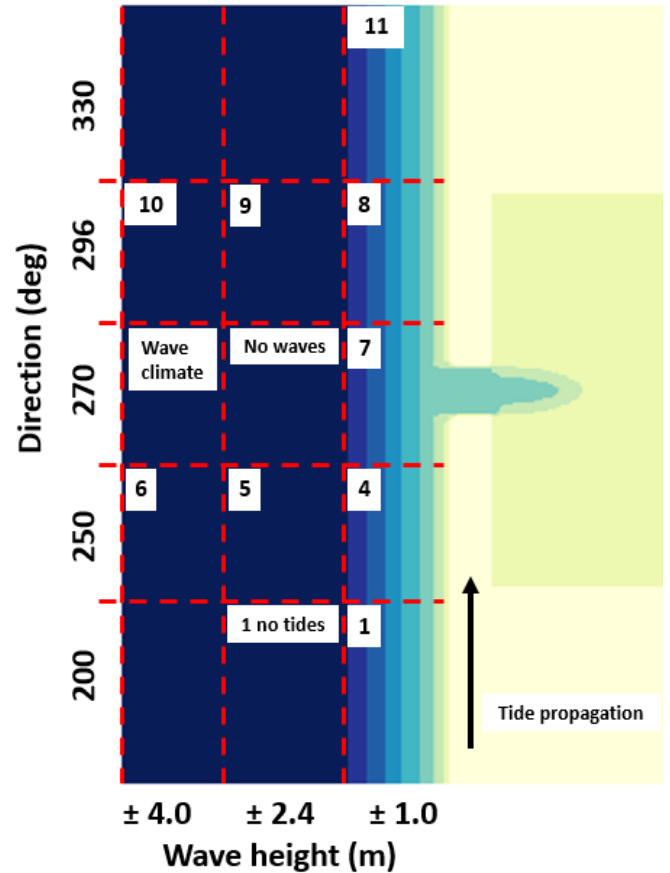 11
330
10
9
8
296
Wave
climate
No waves
7
270
Direction (deg)
6
5
4
250
1 no tides
1
200
Tide propagation
± 4.0
± 2.4
± 1.0
Wave height (m)